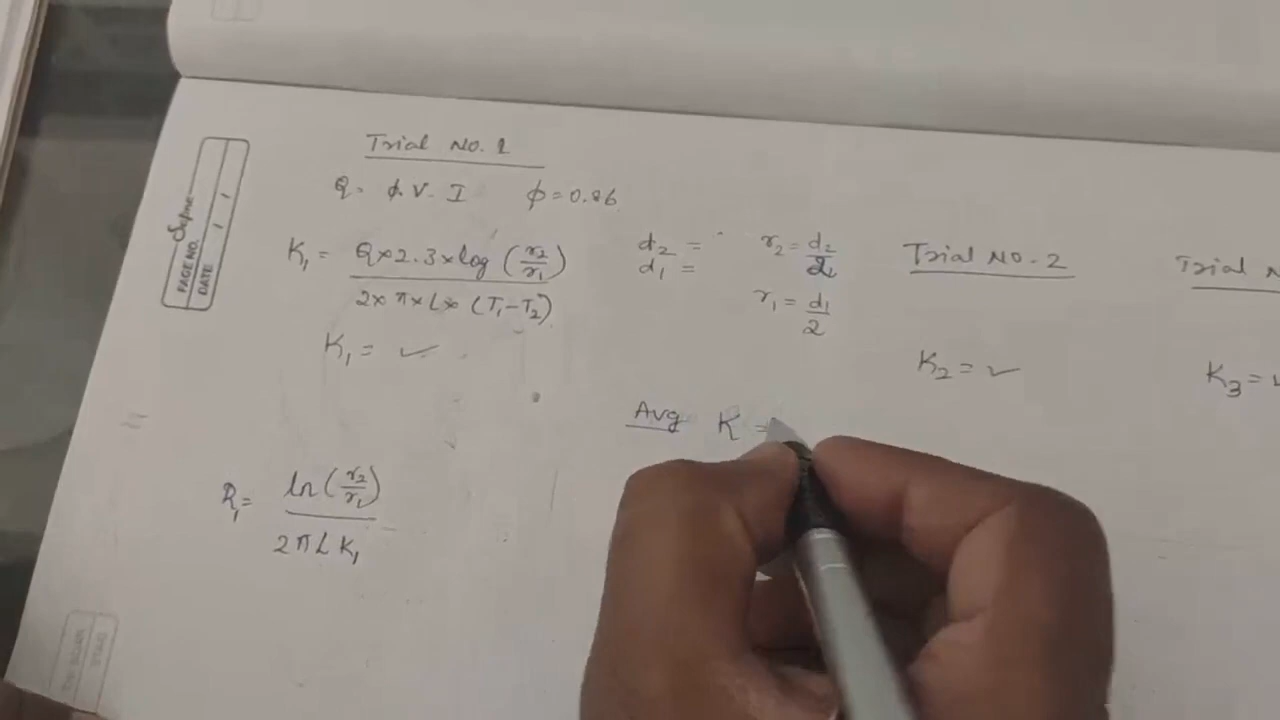 Trial No. 1
Q = ϕ. V. I ϕ = 0.86
K₁ = Q×2.3×log (r₂/r₁) / 2×π×L×(T₁-T₂)
K₁ = ✓
d₂ =
d₁ =
r₂ = d₂/2
r₁ = d₁/2
Trial No. 2
K₂ = ✓
Trial N
K₃ =
Avg K =
R₁ = ln (r₂/r₁) / 2πLK₁
PAGE NO.
DATE / /